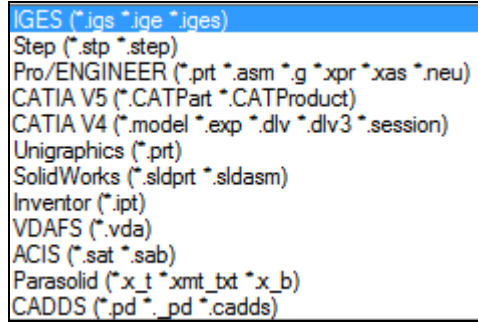 IGES (*.igs *.ige *.iges)
Step (*.stp *.step)
Pro/ENGINEER (*.prt *.asm *.g *.xpr *.xas *.neu)
CATIA V5 (*.CATPart *.CATProduct)
CATIA V4 (*.model *.exp *.dlv *.dlv3 *.session)
Unigraphics (*.prt)
SolidWorks (*.sldprt *.sldasm)
Inventor (*.ipt)
VDAFS (*.vda)
ACIS (*.sat *.sab)
Parasolid (*.x_t *.xmt_txt *.x_b)
CADDS (*.pd *._pd *.cadds)